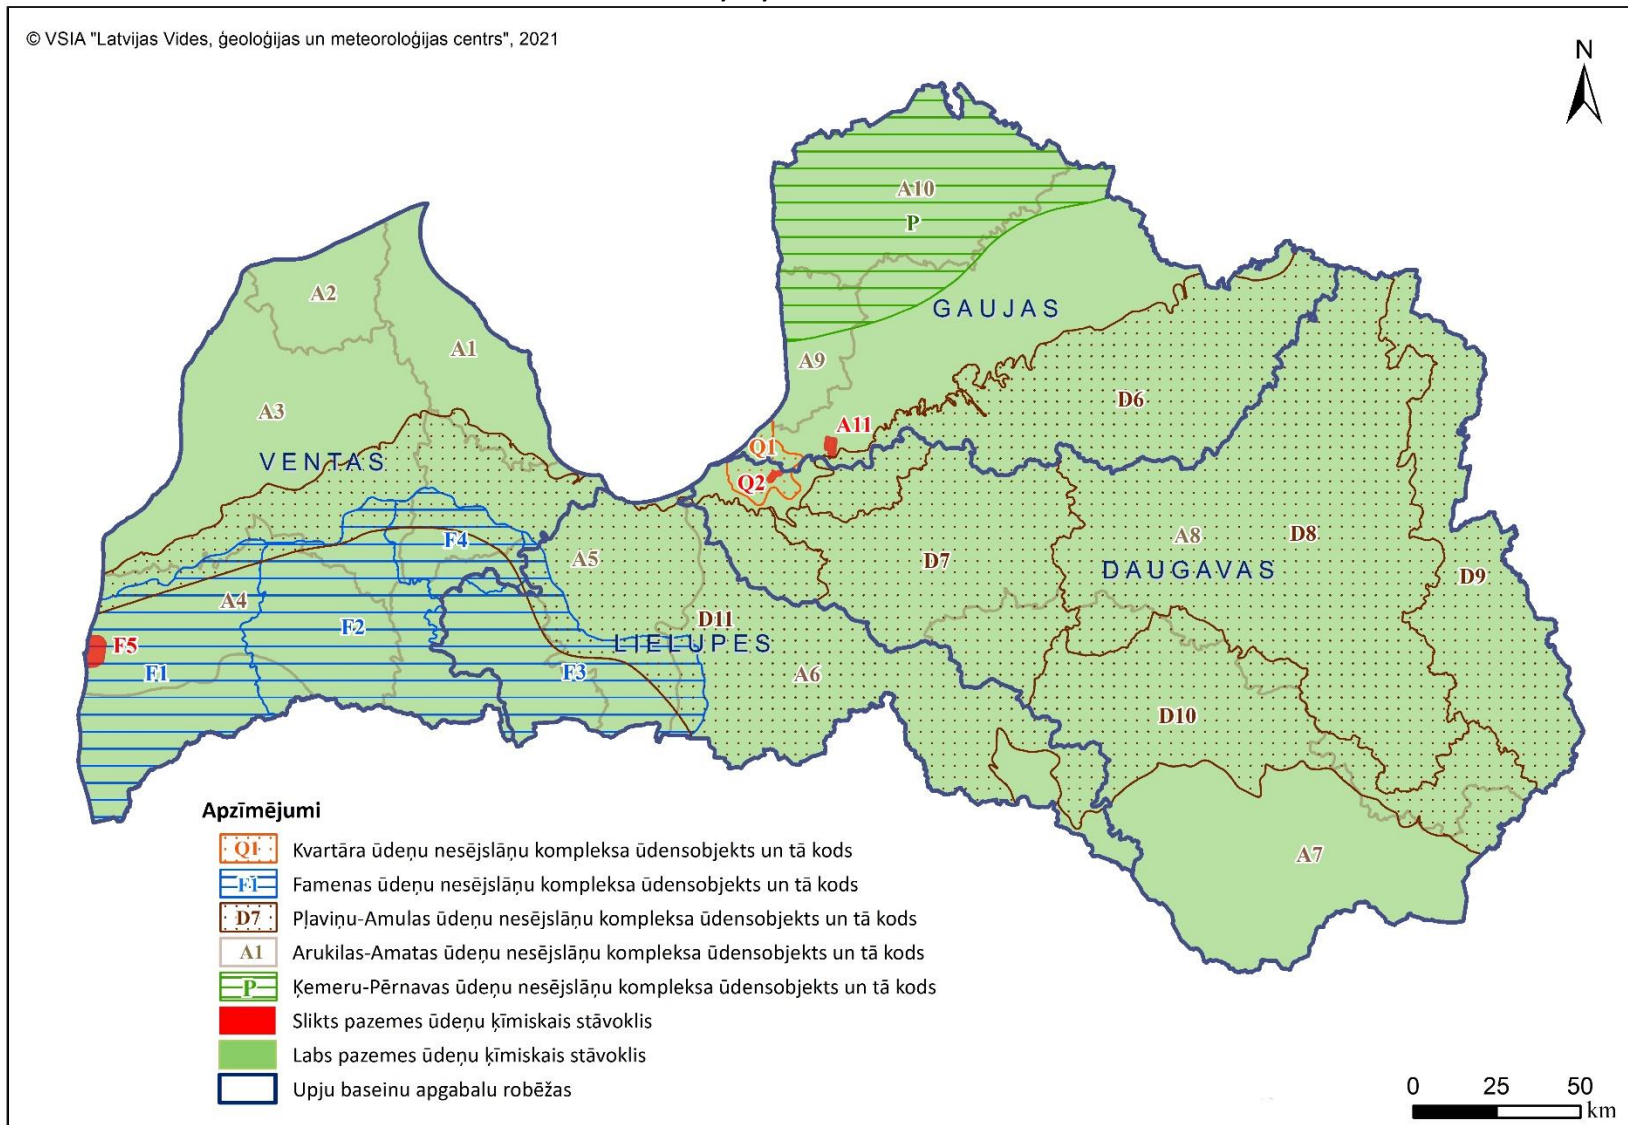 © VSIA "Latvijas Vides, ģeoloģijas un meteoroloģijas centrs", 2021
N
A10
P
A2
GAUJAS
A1
A9
D6
A3
A11
Q1
VENTAS
Q2
F4
A5
D7
A8
D8
DAUGAVAS
D9
A4
F2
D11
LIELUPES
F5
F1
F3
A6
D10
A7
Apzīmējumi
Q1 Kvartāra ūdeņu nesējslāņu kompleksa ūdensobjekts un tā kods
F1 Famenas ūdeņu nesējslāņu kompleksa ūdensobjekts un tā kods
D7 Pļaviņu-Amulas ūdeņu nesējslāņu kompleksa ūdensobjekts un tā kods
A1 Arukilas-Amatas ūdeņu nesējslāņu kompleksa ūdensobjekts un tā kods
P Ķemeru-Pērnavas ūdeņu nesējslāņu kompleksa ūdensobjekts un tā kods
Slikts pazemes ūdeņu ķīmiskais stāvoklis
Labs pazemes ūdeņu ķīmiskais stāvoklis
Upju baseinu apgabalu robēžas
0 25 50
km